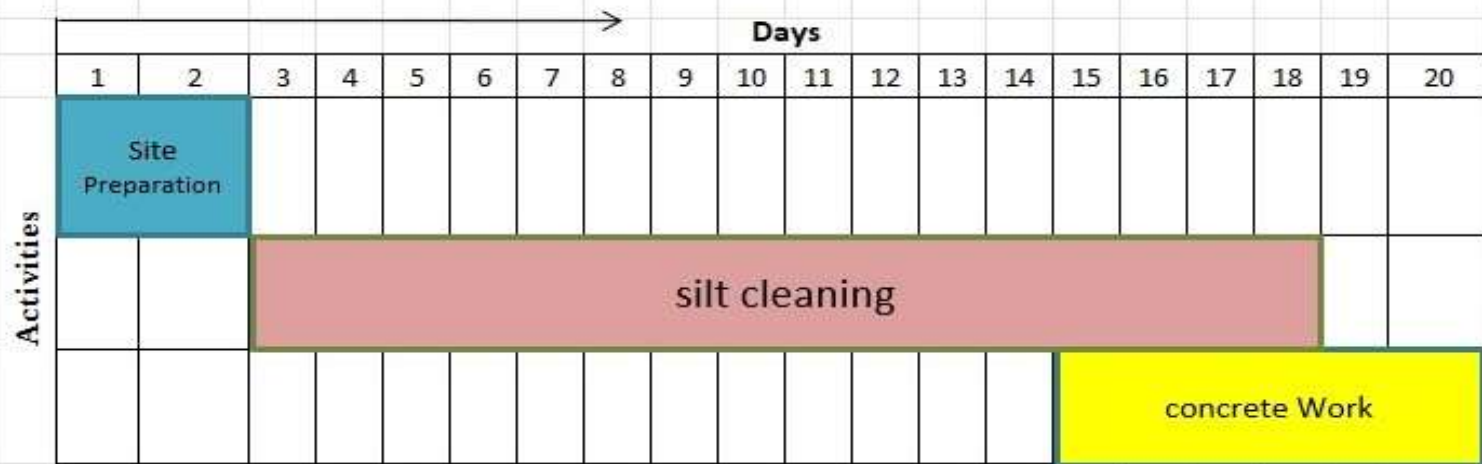 Days
1 2 3 4 5 6 7 8 9 10 11 12 13 14 15 16 17 18 19 20
Activities
Site
Preparation
silt cleaning
concrete Work